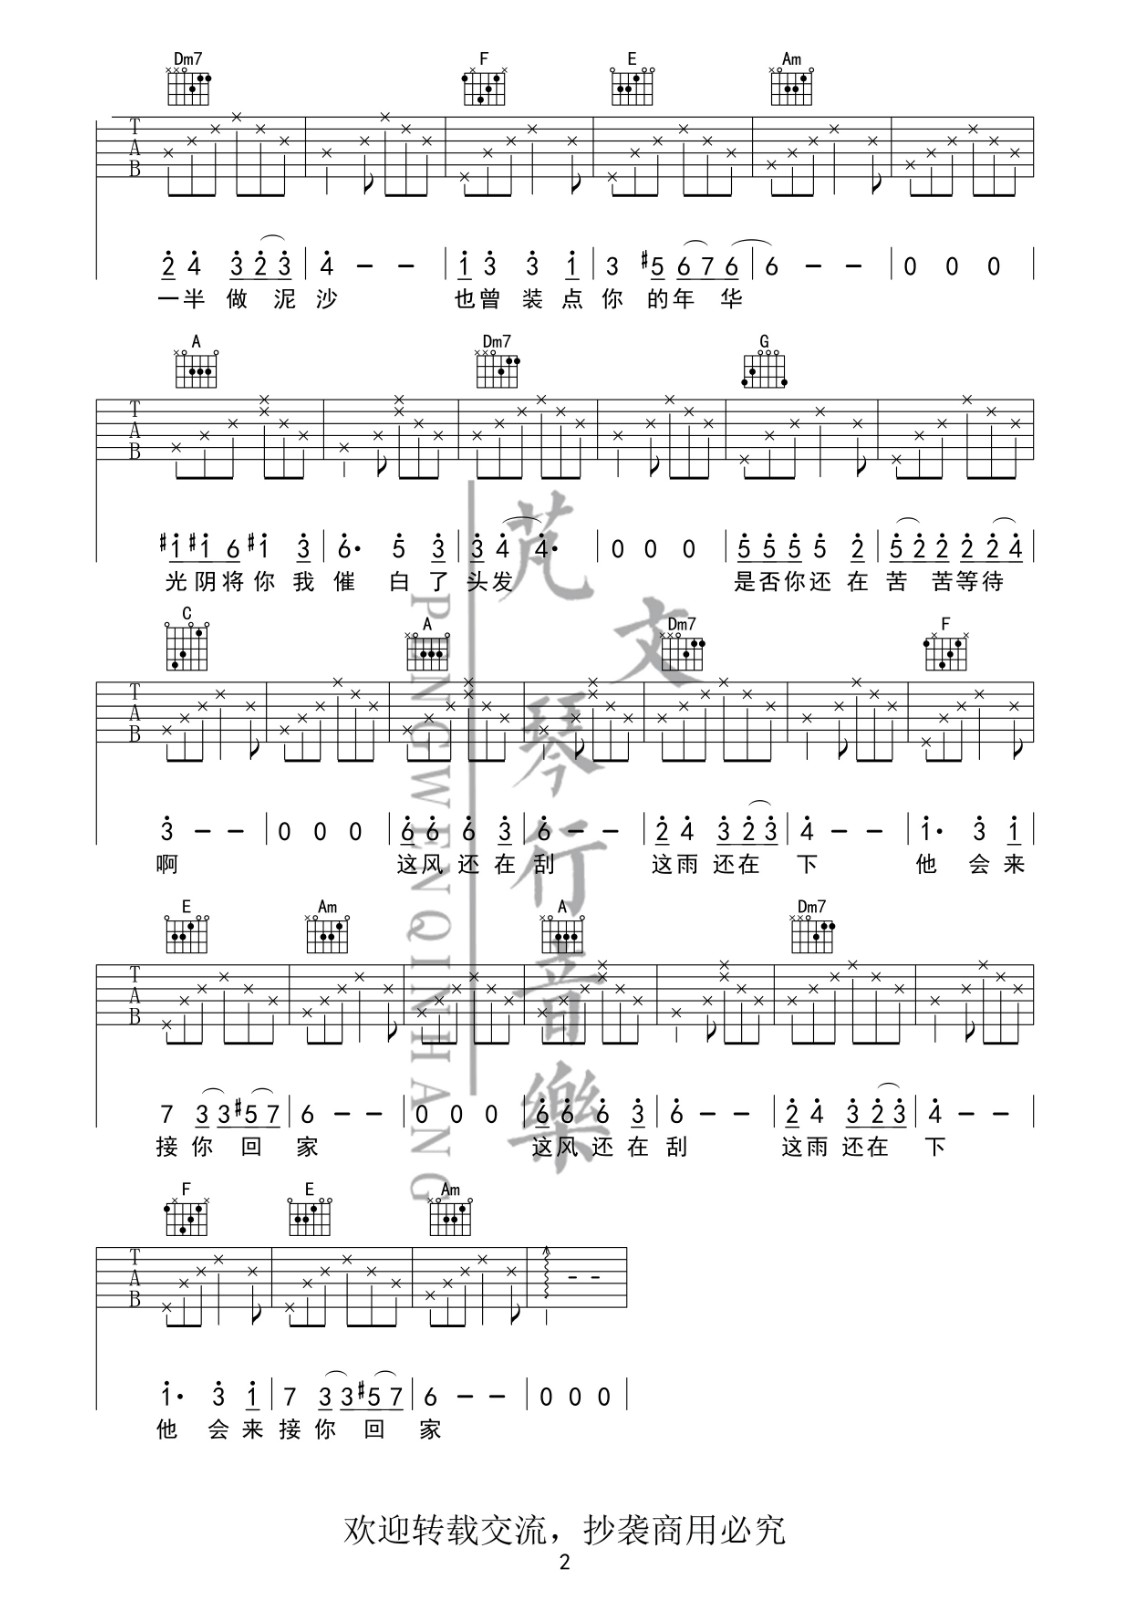 Dm7 F E Am
T A B
2 4 3 2 3 4 - - 1 3 3 1 3 #5 6 7 6 6 - - 0 0 0
一半 做 泥 沙 也曾 装 点 你 的年 华
A Dm7 G
T A B
#1 #1 6 #1 3 6· 5 3 3 4 4· 0 0 0 5 5 5 5 2 5 2 2 2 2 4
光阴将你 我 催 白 了 头发 是否你还在 苦 苦等待
C A Dm7 F
T A B
3 - - 0 0 0 6 6 6 3 6 - - 2 4 3 2 3 4 - - 1· 3 1
啊 这风 还 在 刮 这雨 还在 下 他 会 来
E Am A Dm7
T A B
7 3 3 #5 7 6 - - 0 0 0 6 6 6 3 6 - - 2 4 3 2 3 4 - -
接 你 回 家 这风 还 在 刮 这雨 还在 下
F E Am
T A B
1· 3 1 7 3 3 #5 7 6 - - 0 0 0
他 会 来 接 你 回 家
芃文琴行音樂
PENGWENQINHANG
欢迎转载交流，抄袭商用必究
2